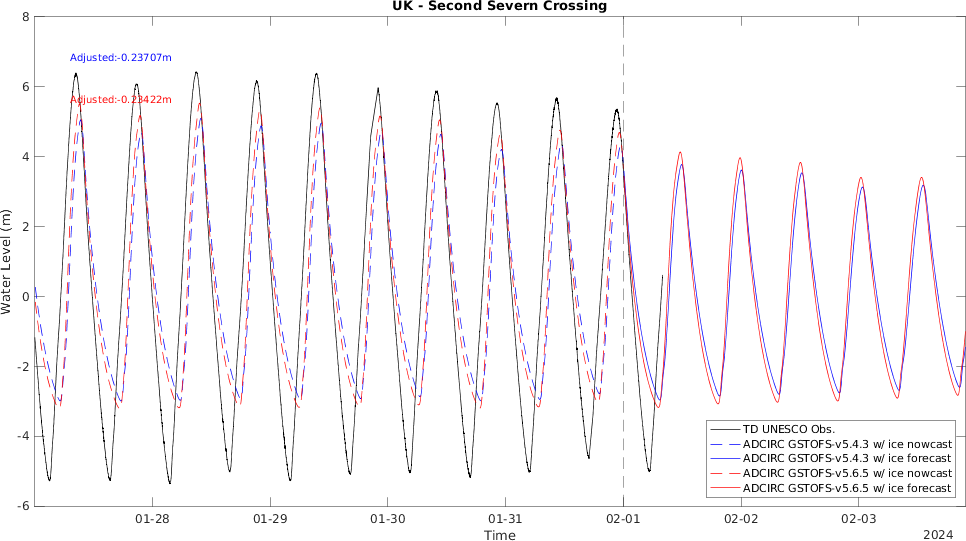 UK - Second Severn Crossing
8
6
4
2
0
-2
-4
-6
Water Level (m)
Adjusted:-0.23707m
Adjusted:-0.23422m
TD UNESCO Obs.
ADCIRC GSTOFS-v5.4.3 w/ ice nowcast
ADCIRC GSTOFS-v5.4.3 w/ ice forecast
ADCIRC GSTOFS-v5.6.5 w/ ice nowcast
ADCIRC GSTOFS-v5.6.5 w/ ice forecast
01-28 01-29 01-30 01-31 02-01 02-02 02-03
Time
2024